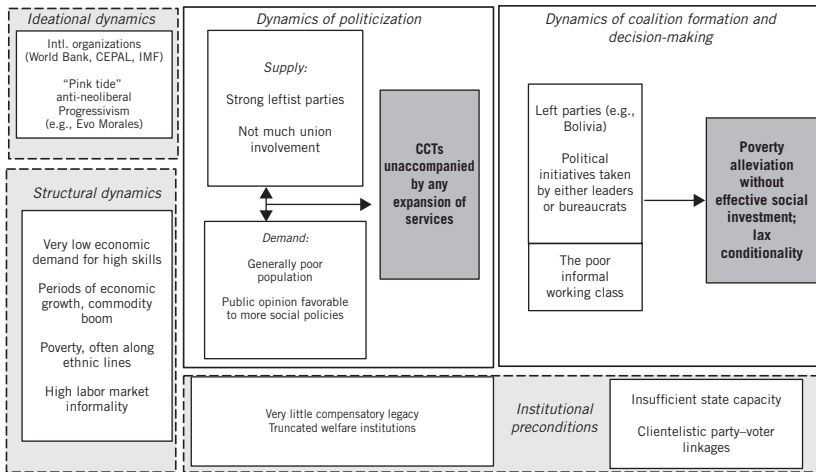 Ideational dynamics
Intl. organizations
(World Bank, CEPAL, IMF)
“Pink tide”
anti-neoliberal
Progressivism
(e.g., Evo Morales)
Structural dynamics
Very low economic
demand for high skills
Periods of economic
growth, commodity
boom
Poverty, often along
ethnic lines
High labor market
informality
Dynamics of politicization
Supply:
Strong leftist parties
Not much union
involvement
Demand:
Generally poor
population
Public opinion favorable
to more social policies
CCTs
unaccompanied
by any
expansion of
services
Dynamics of coalition formation and
decision-making
Left parties (e.g.,
Bolivia)
Political
initiatives taken
by either leaders
or bureaucrats
The poor
informal
working class
Poverty
alleviation
without
effective social
investment;
lax
conditionality
Very little compensatory legacy
Truncated welfare institutions
Institutional
preconditions
Insufficient state capacity
Clientelistic party–voter
linkages